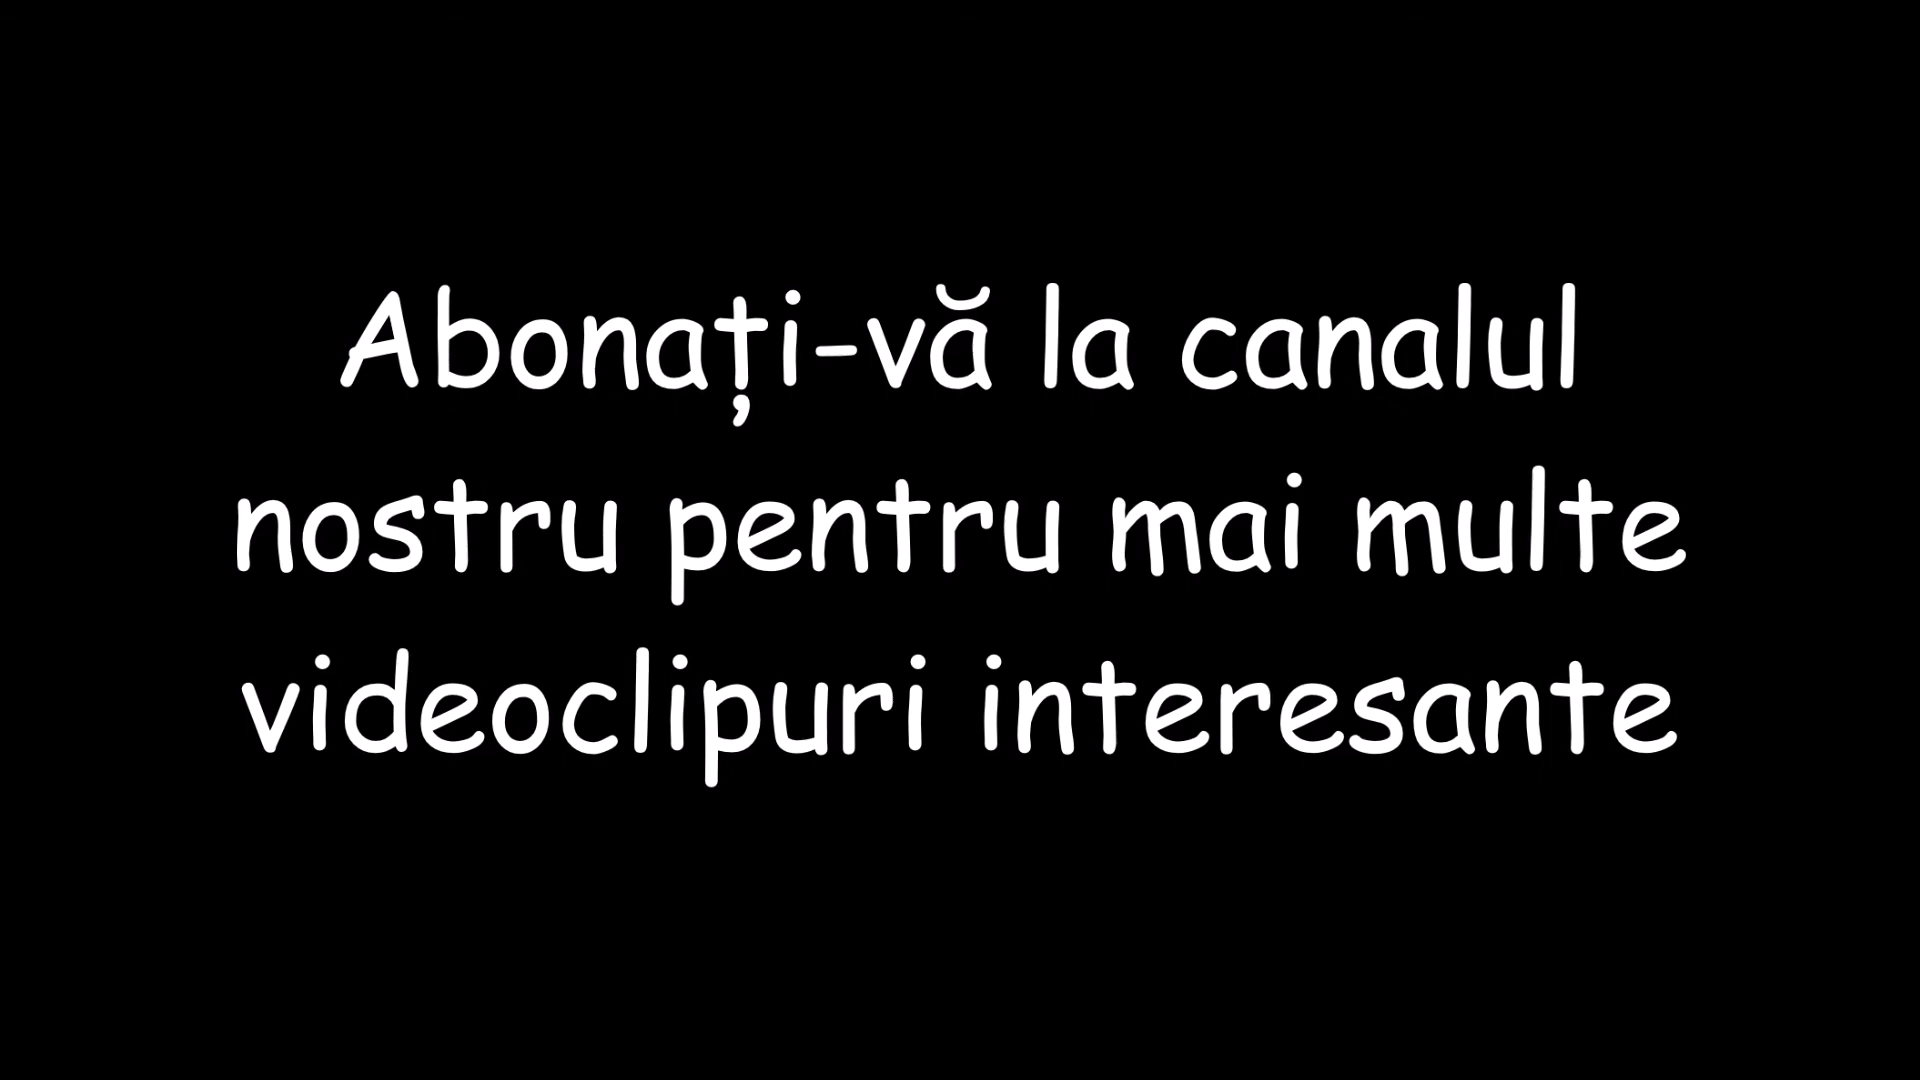 Abonați-vă la canalul
nostru pentru mai multe
videoclipuri interesante